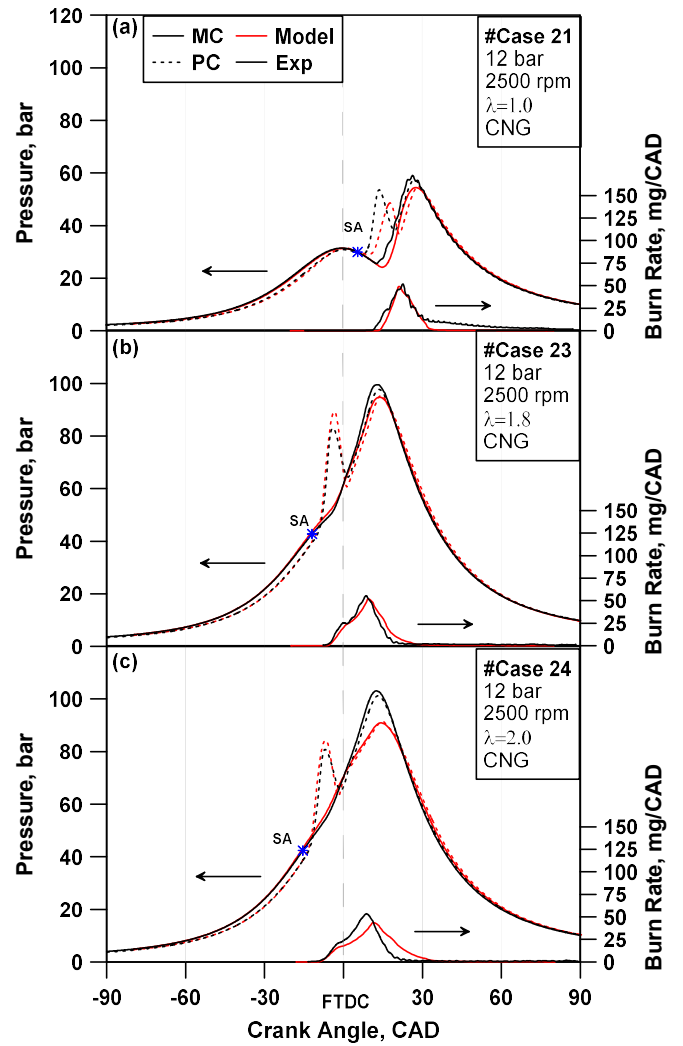 (a)
MC
Model
PC
Exp
#Case 21
12 bar
2500 rpm
λ=1.0
CNG
120
100
80
60
40
20
0
Pressure, bar
SA
150
125
100
75
50
25
0
Burn Rate, mg/CAD
(b)
#Case 23
12 bar
2500 rpm
λ=1.8
CNG
100
80
60
40
20
0
Pressure, bar
SA
150
125
100
75
50
25
0
Burn Rate, mg/CAD
(c)
#Case 24
12 bar
2500 rpm
λ=2.0
CNG
100
80
60
40
20
0
Pressure, bar
SA
150
125
100
75
50
25
0
Burn Rate, mg/CAD
-90 -60 -30 FTDC 30 60 90
Crank Angle, CAD